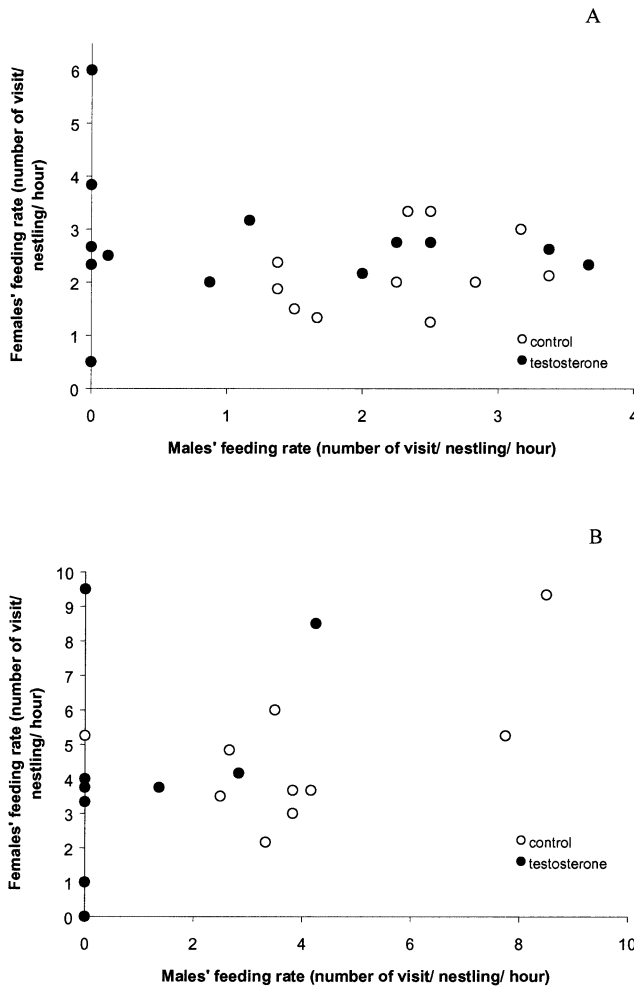 A
Females' feeding rate (number of visit/
nestling/ hour)
6
5
4
3
2
1
0
control
testosterone
0 1 2 3 4
Males' feeding rate (number of visit/ nestling/ hour)
B
Females' feeding rate (number of visit/
nestling/ hour)
10
9
8
7
6
5
4
3
2
1
0
control
testosterone
0 2 4 6 8 10
Males' feeding rate (number of visit/ nestling/ hour)